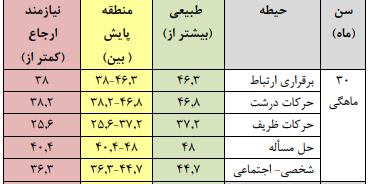 سن (ماه) | حیطه | طبیعی (بیشتر از) | منطقه پایش (بین) | نیازمند ارجاع (کمتر از)
۳۰ ماهگی | برقراری ارتباط | ۴۶,۳ | ۳۸-۴۶,۳ | ۳۸
حرکات درشت | ۴۶,۸ | ۳۸,۲-۴۶,۸ | ۳۸,۲
حرکات ظریف | ۳۷,۲ | ۲۵,۶-۳۷,۲ | ۲۵,۶
حل مسأله | ۴۸ | ۴۰,۴-۴۸ | ۴۰,۴
شخصی- اجتماعی | ۴۴,۷ | ۳۶,۳-۴۴,۷ | ۳۶,۳